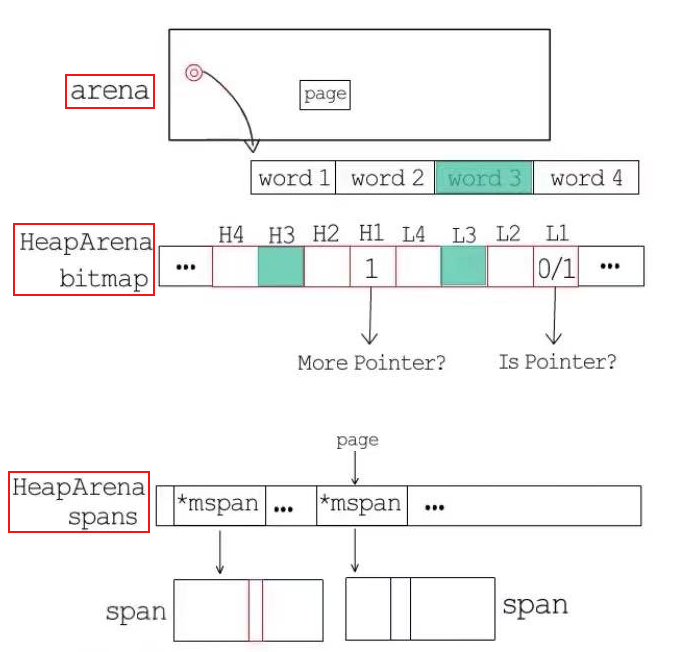 arena
page
word 1 word 2 word 3 word 4
HeapArena
bitmap
H4 H3 H2 H1 L4 L3 L2 L1
... 1 0/1 ...
More Pointer? Is Pointer?
page
HeapArena
spans
*mspan ... *mspan ...
span span